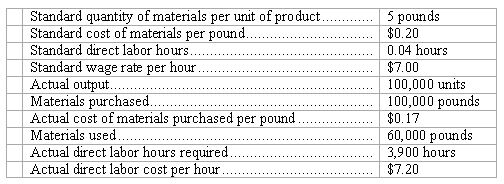 Standard quantity of materials per unit of product.............. 5 pounds
Standard cost of materials per pound.............. $0.20
Standard direct labor hours.............. 0.04 hours
Standard wage rate per hour.............. $7.00
Actual output.............. 100,000 units
Materials purchased.............. 100,000 pounds
Actual cost of materials purchased per pound.............. $0.17
Materials used.............. 60,000 pounds
Actual direct labor hours required.............. 3,900 hours
Actual direct labor cost per hour.............. $7.20